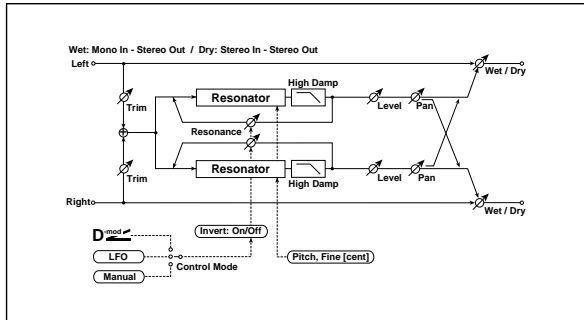 Wet: Mono In - Stereo Out / Dry: Stereo In - Stereo Out
Left
Wet / Dry
High Damp
Trim
Resonator
Level
Pan
Resonance
Trim
Resonator
High Damp
Level
Pan
Right
Wet / Dry
D-mod
Invert: On/Off
LFO
Control Mode
Pitch, Fine [cent]
Manual